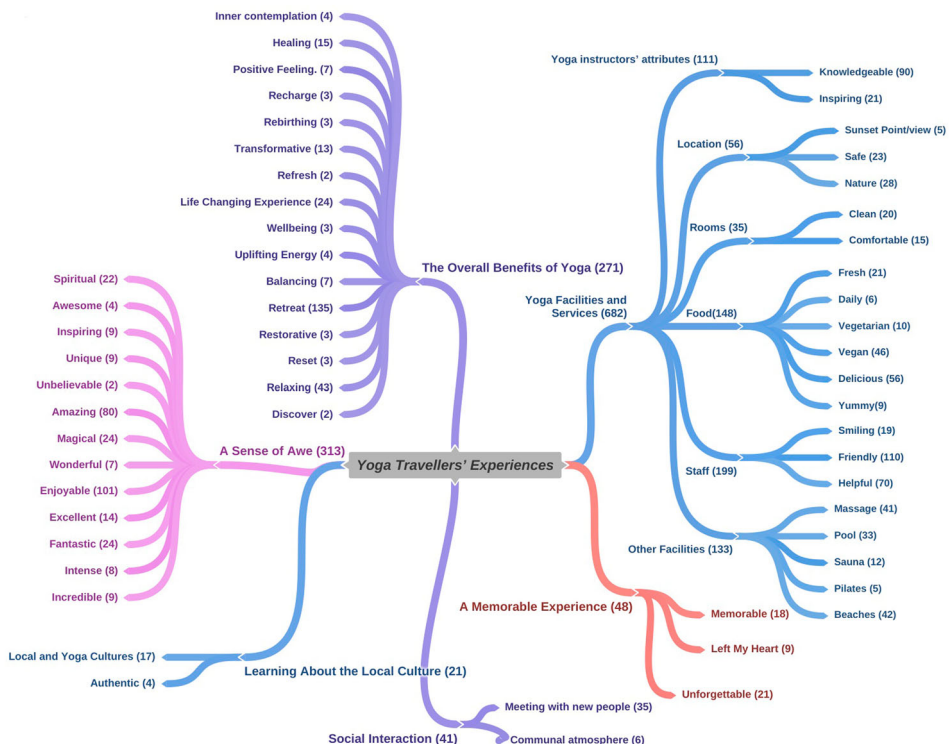 Inner contemplation (4)
Healing (15)
Positive Feeling. (7)
Recharge (3)
Rebirthing (3)
Transformative (13)
Refresh (2)
Life Changing Experience (24)
Wellbeing (3)
Uplifting Energy (4)
Balancing (7)
Retreat (135)
Restorative (3)
Reset (3)
Relaxing (43)
Discover (2)
The Overall Benefits of Yoga (271)
Spiritual (22)
Awesome (4)
Inspiring (9)
Unique (9)
Unbelievable (2)
Amazing (80)
Magical (24)
Wonderful (7)
Enjoyable (101)
Excellent (14)
Fantastic (24)
Intense (8)
Incredible (9)
A Sense of Awe (313)
Yoga Travellers’ Experiences
Local and Yoga Cultures (17)
Authentic (4)
Learning About the Local Culture (21)
Social Interaction (41)
Meeting with new people (35)
Communal atmosphere (6)
Yoga Facilities and
Services (682)
Yoga instructors’ attributes (111)
Knowledgeable (90)
Inspiring (21)
Location (56)
Sunset Point/view (5)
Safe (23)
Nature (28)
Rooms (35)
Clean (20)
Comfortable (15)
Food(148)
Fresh (21)
Daily (6)
Vegetarian (10)
Vegan (46)
Delicious (56)
Yummy(9)
Staff (199)
Smiling (19)
Friendly (110)
Helpful (70)
Other Facilities (133)
Massage (41)
Pool (33)
Sauna (12)
Pilates (5)
Beaches (42)
A Memorable Experience (48)
Memorable (18)
Left My Heart (9)
Unforgettable (21)